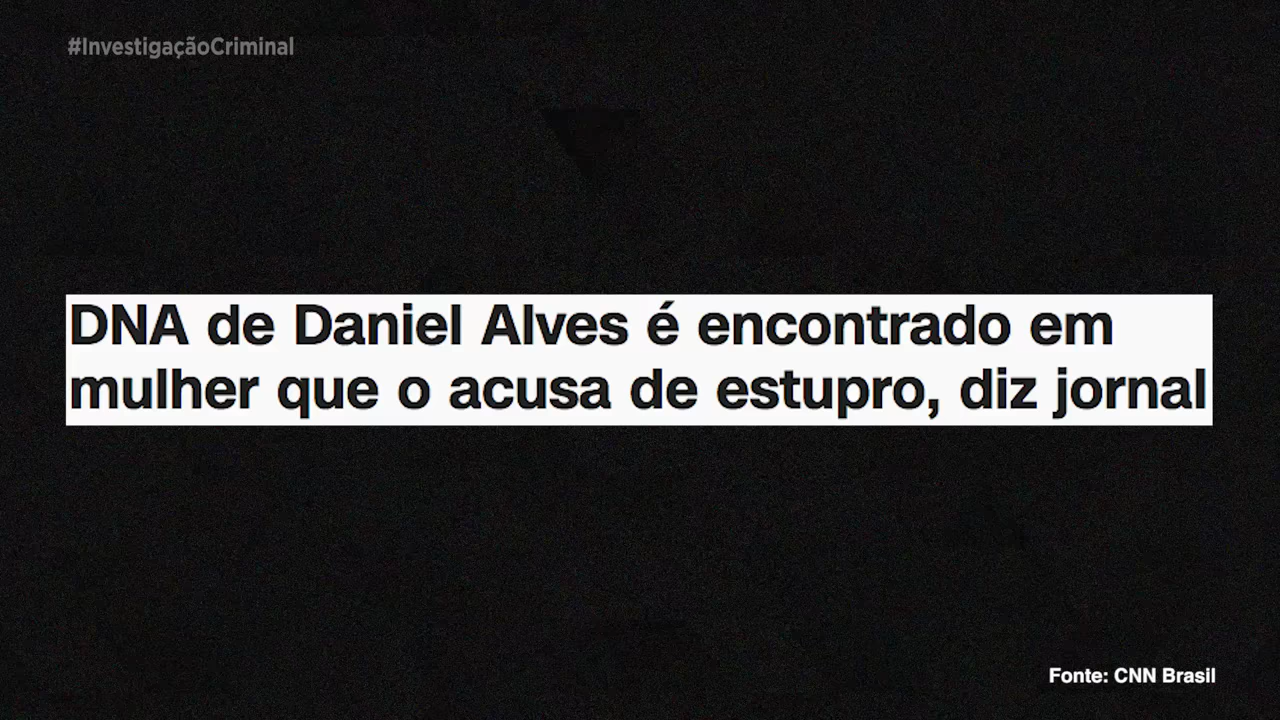 #InvestigaçãoCriminal
DNA de Daniel Alves é encontrado em
mulher que o acusa de estupro, diz jornal
Fonte: CNN Brasil